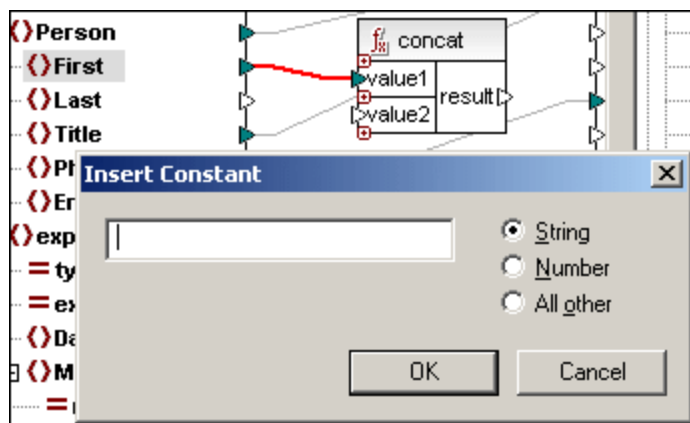 Person
First
Last
Title
concat
value1
value2
result
Insert Constant
String
Number
All other
OK
Cancel